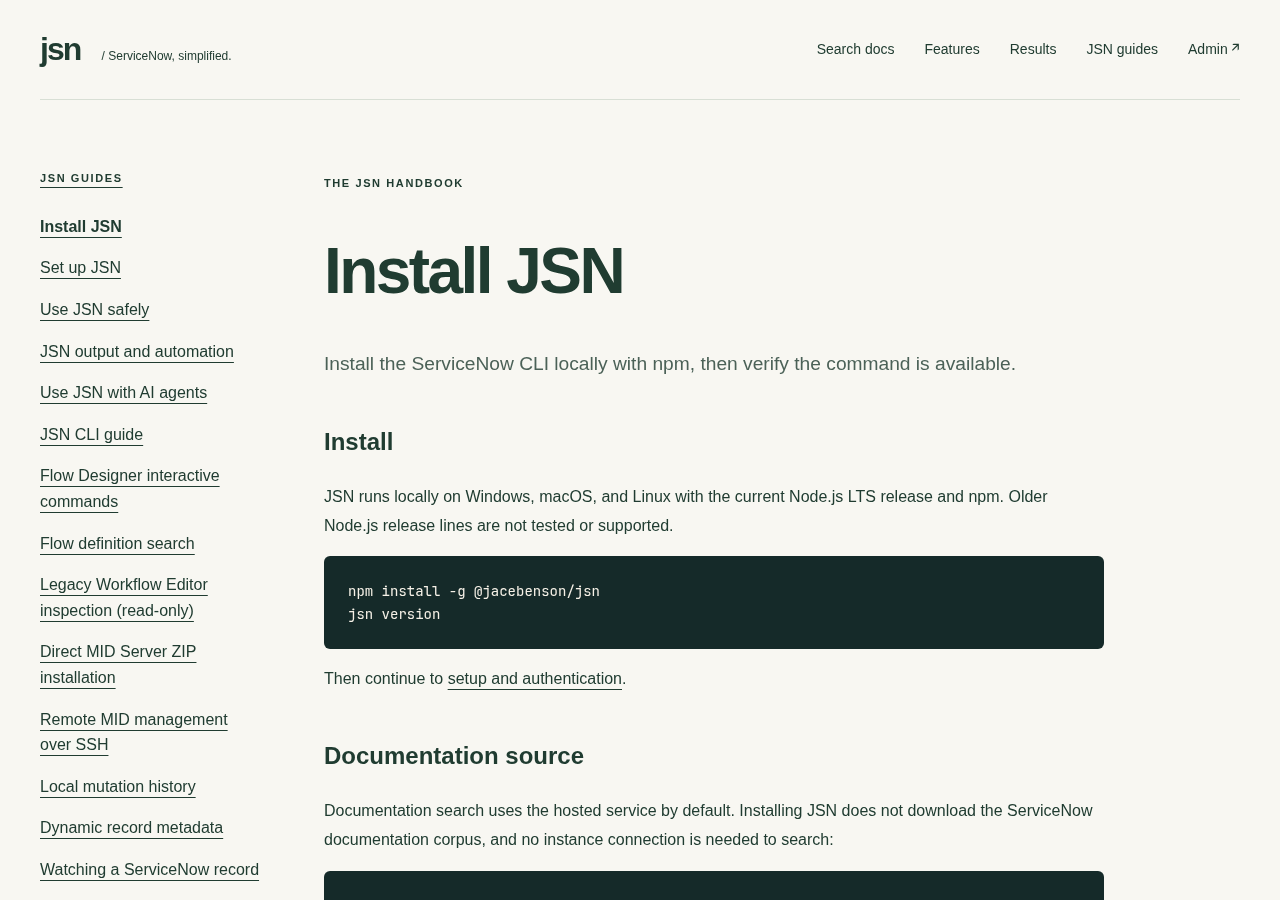 jsn / ServiceNow, simplified.
Search docs Features Results JSN guides Admin ↗
JSN GUIDES
Install JSN
Set up JSN
Use JSN safely
JSN output and automation
Use JSN with AI agents
JSN CLI guide
Flow Designer interactive
commands
Flow definition search
Legacy Workflow Editor
inspection (read-only)
Direct MID Server ZIP
installation
Remote MID management
over SSH
Local mutation history
Dynamic record metadata
Watching a ServiceNow record
THE JSN HANDBOOK
Install JSN
Install the ServiceNow CLI locally with npm, then verify the command is available.
Install
JSN runs locally on Windows, macOS, and Linux with the current Node.js LTS release and npm. Older
Node.js release lines are not tested or supported.
npm install -g @jacebenson/jsn
jsn version
Then continue to setup and authentication.
Documentation source
Documentation search uses the hosted service by default. Installing JSN does not download the ServiceNow
documentation corpus, and no instance connection is needed to search: